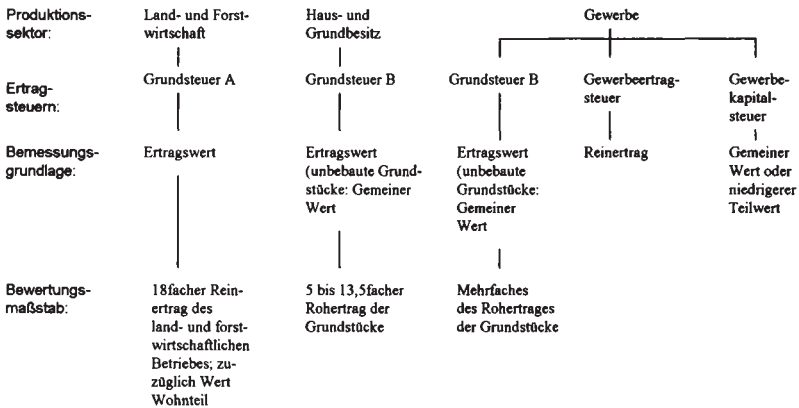 Produktions-
sektor:
Land- und Forst-
wirtschaft
Haus- und
Grundbesitz
Gewerbe
Ertrag-
steuern:
Grundsteuer A
Grundsteuer B
Grundsteuer B
Gewerbeertrag-
steuer
Gewerbe-
kapital-
steuer
Bemessungs-
grundlage:
Ertragswert
Ertragswert
(unbebaute Grund-
stücke: Gemeiner
Wert
Ertragswert
(unbebaute
Grundstücke:
Gemeiner
Wert
Reinertrag
Gemeiner
Wert oder
niedrigerer
Teilwert
Bewertungs-
maßstab:
18facher Rein-
ertrag des
land- und forst-
wirtschaftlichen
Betriebes; zu-
züglich Wert
Wohnteil
5 bis 13,5facher
Rohertrag der
Grundstücke
Mehrfaches
des Rohertrages
der Grundstücke